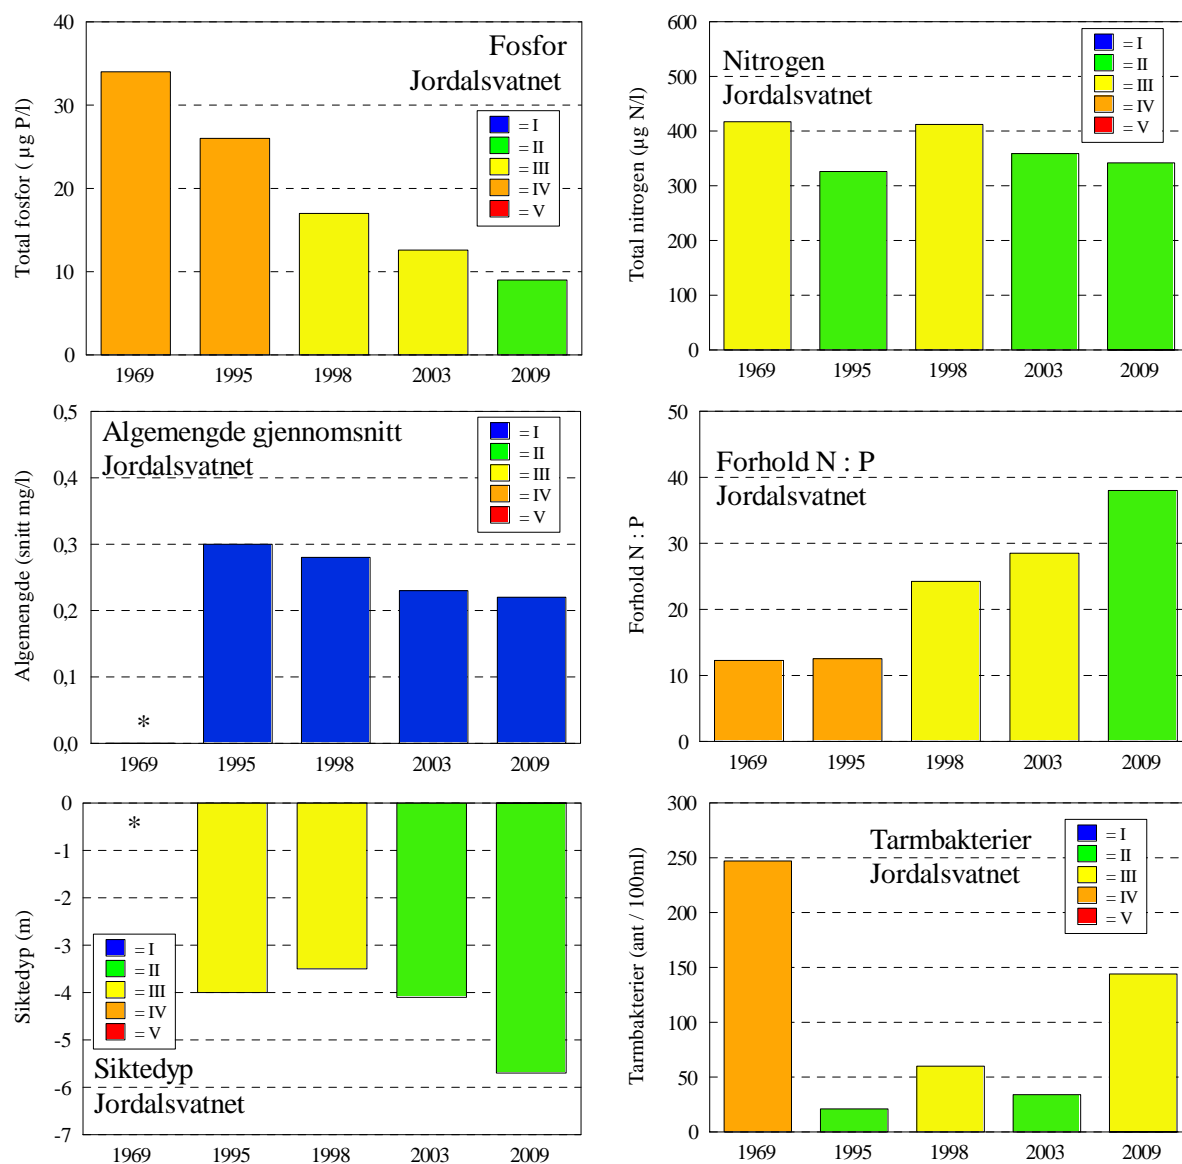 Fosfor
Jordalsvatnet
Total fosfor ( µg P/l)
40
30
20
10
0
1969 1995 1998 2003 2009
= I
= II
= III
= IV
= V
Nitrogen
Jordalsvatnet
Total nitrogen (µg N/l)
600
500
400
300
200
100
0
1969 1995 1998 2003 2009
= I
= II
= III
= IV
= V
Algemengde gjennomsnitt
Jordalsvatnet
Algemengde (snitt mg/l)
0,5
0,4
0,3
0,2
0,1
0,0
*
1969 1995 1998 2003 2009
= I
= II
= III
= IV
= V
Forhold N : P
Jordalsvatnet
Forhold N : P
50
40
30
20
10
0
1969 1995 1998 2003 2009
Siktedyp (m)
0
-1
-2
-3
-4
-5
-6
-7
*
= I
= II
= III
= IV
= V
Siktedyp
Jordalsvatnet
1969 1995 1998 2003 2009
Tarmbakterier
Jordalsvatnet
Tarmbakterier (ant / 100ml)
300
250
200
150
100
50
0
1969 1995 1998 2003 2009
= I
= II
= III
= IV
= V